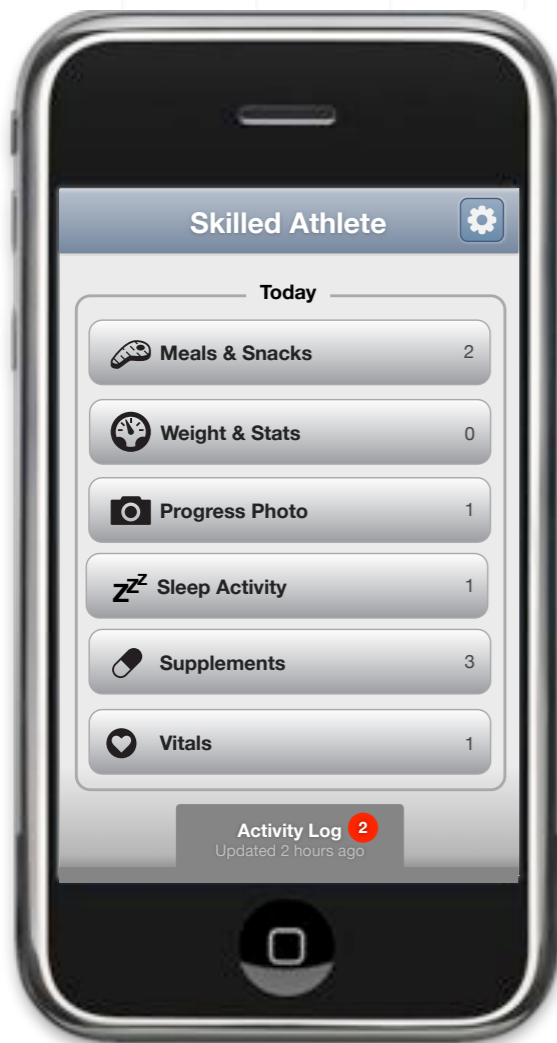 Skilled Athlete
Today
Meals & Snacks 2
Weight & Stats 0
Progress Photo 1
zzz Sleep Activity 1
Supplements 3
Vitals 1
Activity Log 2
Updated 2 hours ago